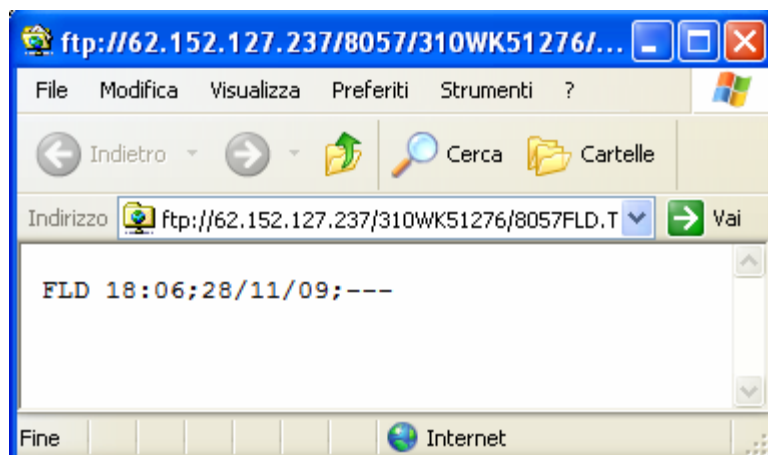 ftp://62.152.127.237/8057/310WK51276/...
File Modifica Visualizza Preferiti Strumenti ?
Indietro Cerca Cartelle
Indirizzo ftp://62.152.127.237/310WK51276/8057FLD.T Vai
FLD 18:06;28/11/09;---
Fine Internet